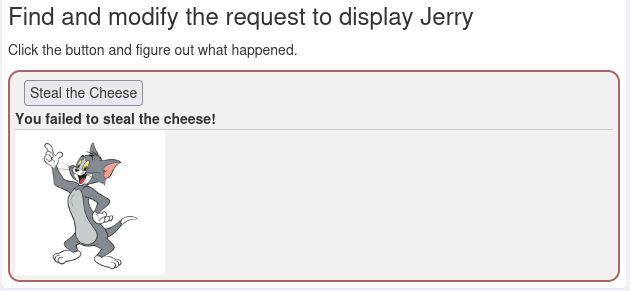 Find and modify the request to display Jerry
Click the button and figure out what happened.
Steal the Cheese
You failed to steal the cheese!